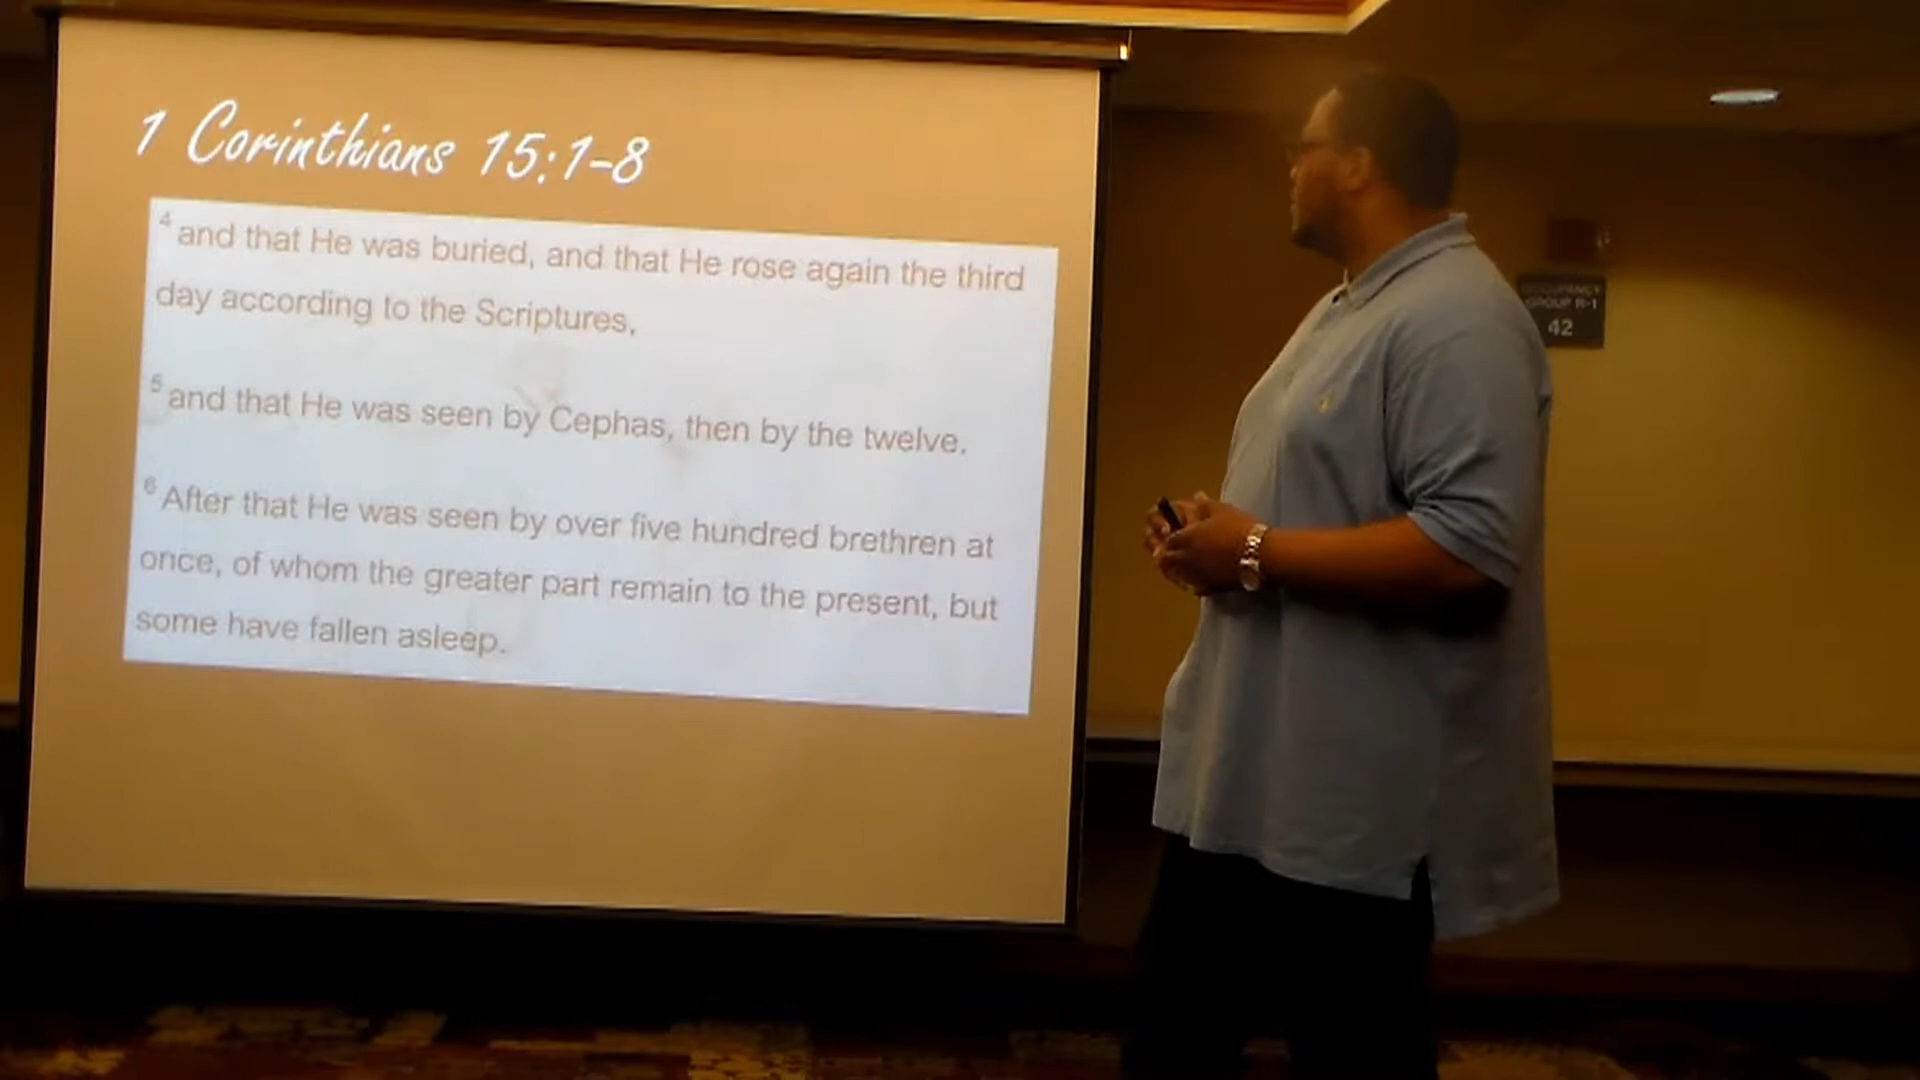 1 Corinthians 15:1-8
4 and that He was buried, and that He rose again the third
day according to the Scriptures,
5 and that He was seen by Cephas, then by the twelve.
6 After that He was seen by over five hundred brethren at
once, of whom the greater part remain to the present, but
some have fallen asleep.
OCCUPANCY
GROUP R-1
42